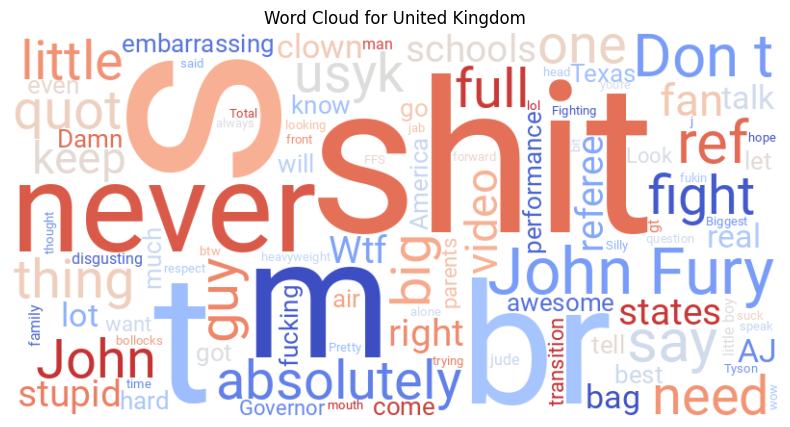 Word Cloud for United Kingdom
little
embarrassing
clown
man
schools
one
Don t
said
even
S
usyk
full
head
Texas
youre
quot
know
go
lol
Fighting
fan
talk
Total
always
looking
front
jab
Damn
keep
shit
ref
j
hope
will
FFS
America
forward
performance
referee
bit
Look
let
never
fight
fukin
thought
much
btw
Wtf
big
video
gt
Biggest
real
disgusting
heavyweight
Silly
question
thing
respect
t
guy
m
parents
br
John Fury
family
lot
want
fucking
air
alone
awesome
states
little boy
suck
speak
bollocks
got
Pretty
right
transition
tell
say
AJ
John
trying
jude
best
Tyson
stupid
time
hard
absolutely
Governor
mouth
come
bag
need
wow